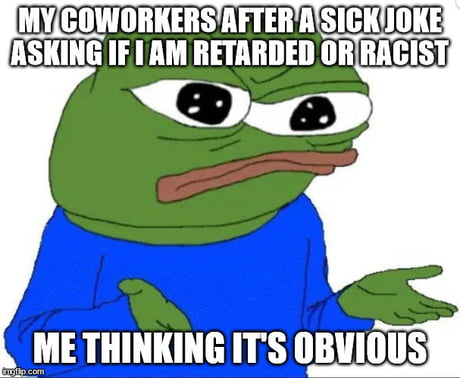 MY COWORKERS AFTER A SICK JOKE
ASKING IF I AM RETARDED OR RACIST
ME THINKING IT'S OBVIOUS
imgflip.com